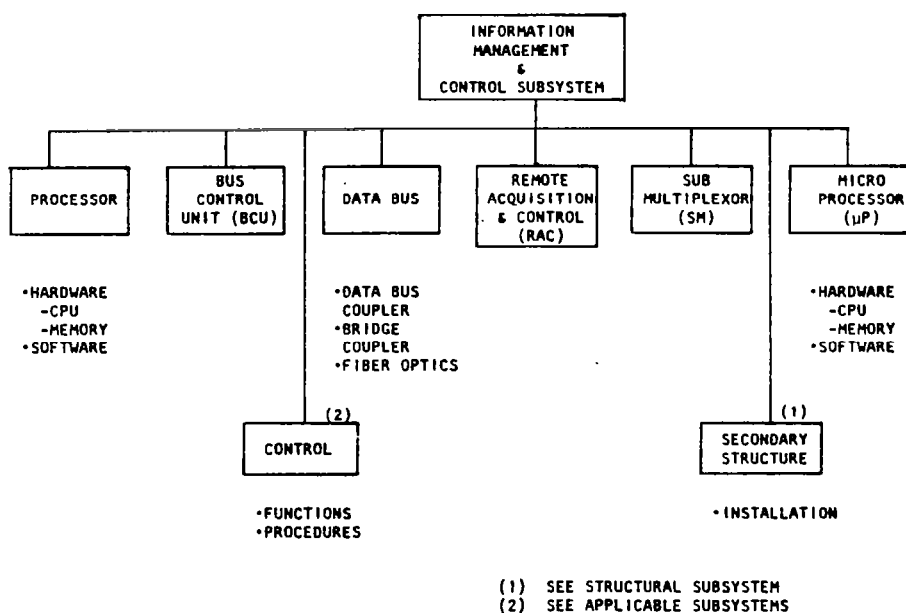 INFORMATION
MANAGEMENT
&
CONTROL SUBSYSTEM
PROCESSOR
BUS
CONTROL
UNIT (BCU)
DATA BUS
REMOTE
ACQUISITION
& CONTROL
(RAC)
SUB
MULTIPLEXOR
(SM)
MICRO
PROCESSOR
(µP)
•HARDWARE
-CPU
-MEMORY
•SOFTWARE
•DATA BUS
COUPLER
•BRIDGE
COUPLER
•FIBER OPTICS
•HARDWARE
-CPU
-MEMORY
•SOFTWARE
(2)
CONTROL
•FUNCTIONS
•PROCEDURES
(1)
SECONDARY
STRUCTURE
•INSTALLATION
(1) SEE STRUCTURAL SUBSYSTEM
(2) SEE APPLICABLE SUBSYSTEMS